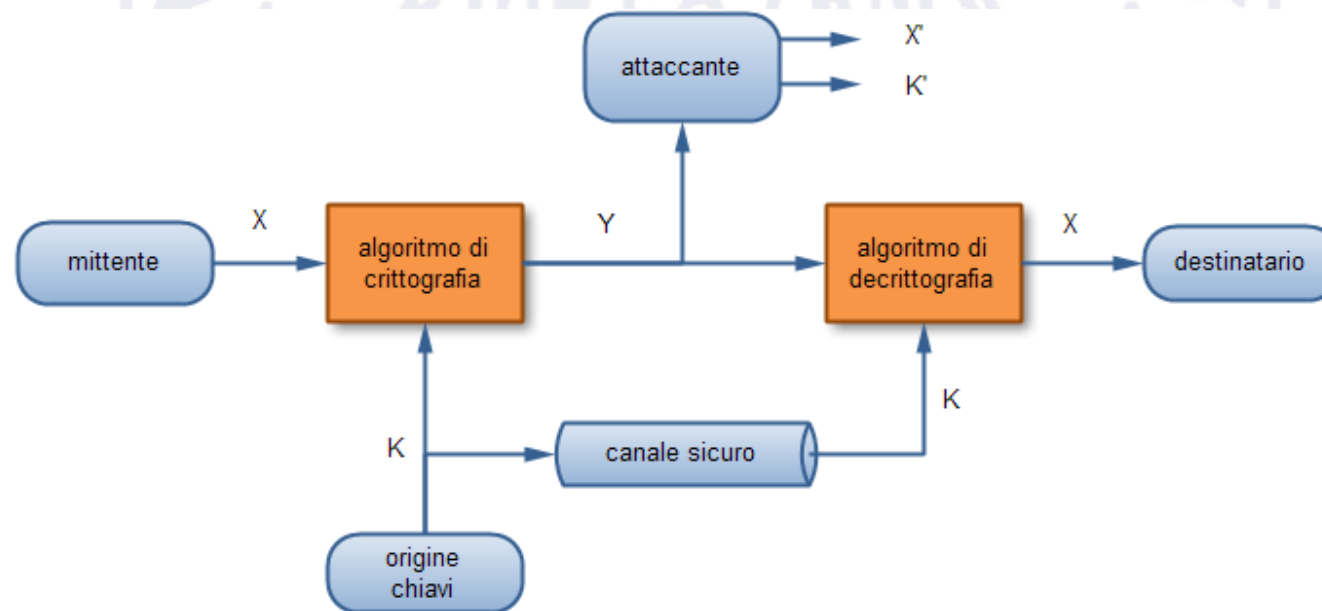 attaccante
X'
K'
mittente
X
algoritmo di
crittografia
Y
algoritmo di
decrittografia
X
destinatario
K
canale sicuro
K
origine
chiavi